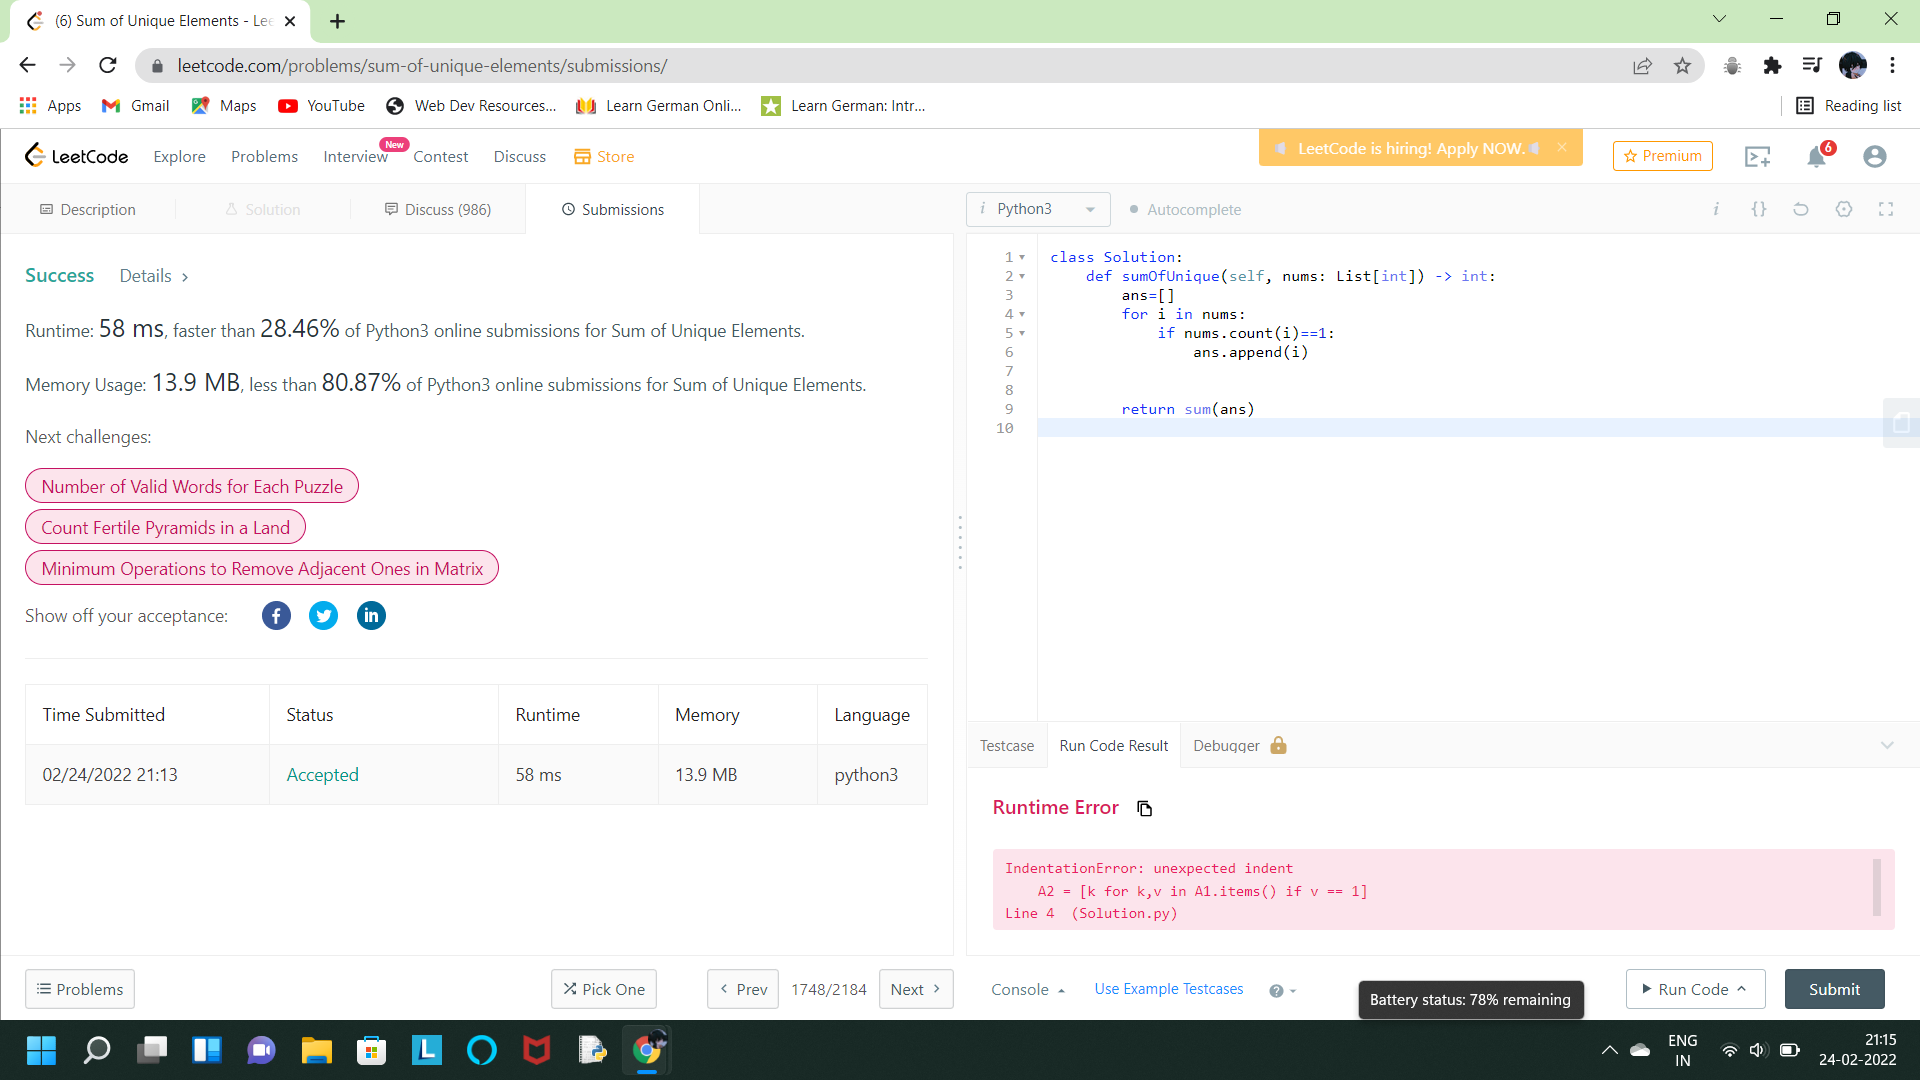 (6) Sum of Unique Elements - Lee
leetcode.com/problems/sum-of-unique-elements/submissions/
Apps Gmail Maps YouTube Web Dev Resources... Learn German Onli... Learn German: Intr... Reading list
LeetCode Explore Problems Interview New Contest Discuss Store LeetCode is hiring! Apply NOW. Premium 6
Description Solution Discuss (986) Submissions
i Python3 Autocomplete i {}
Success Details >
Runtime: 58 ms, faster than 28.46% of Python3 online submissions for Sum of Unique Elements.
Memory Usage: 13.9 MB, less than 80.87% of Python3 online submissions for Sum of Unique Elements.
Next challenges:
Number of Valid Words for Each Puzzle
Count Fertile Pyramids in a Land
Minimum Operations to Remove Adjacent Ones in Matrix
Show off your acceptance: f in
Time Submitted Status Runtime Memory Language
02/24/2022 21:13 Accepted 58 ms 13.9 MB python3
1 class Solution:
2 def sumOfUnique(self, nums: List[int]) -> int:
3 ans=[]
4 for i in nums:
5 if nums.count(i)==1:
6 ans.append(i)
7
8
9 return sum(ans)
10
Testcase Run Code Result Debugger
Runtime Error
IndentationError: unexpected indent
A2 = [k for k,v in A1.items() if v == 1]
Line 4 (Solution.py)
Problems Pick One < Prev 1748/2184 Next > Console Use Example Testcases ? Battery status: 78% remaining Run Code Submit
L
ENG
IN
21:15
24-02-2022